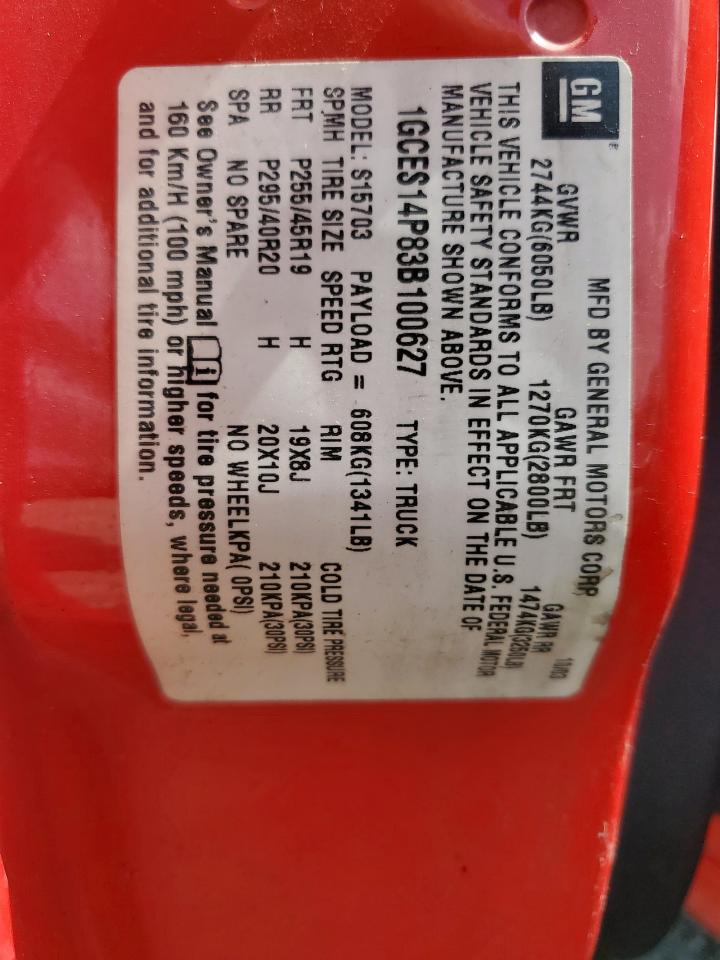 GM
MFD BY GENERAL MOTORS CORP. 10/03
GVWR GAWR FRT GAWR RR
2744KG(6050LB) 1270KG(2800LB) 1474KG(3250LB)
THIS VEHICLE CONFORMS TO ALL APPLICABLE U.S. FEDERAL MOTOR
VEHICLE SAFETY STANDARDS IN EFFECT ON THE DATE OF
MANUFACTURE SHOWN ABOVE.
1GCES14P83B100627 TYPE: TRUCK
MODEL: S15703 PAYLOAD = 608KG(1341LB)
SPMH TIRE SIZE SPEED RTG RIM COLD TIRE PRESSURE
FRT P255/45R19 H 19X8J 210KPA(30PSI)
RR P295/40R20 H 20X10J 210KPA(30PSI)
SPA NO SPARE NO WHEELKPA( 0PSI)
See Owner's Manual i for tire pressure needed at
160 Km/H (100 mph) or higher speeds, where legal,
and for additional tire information.